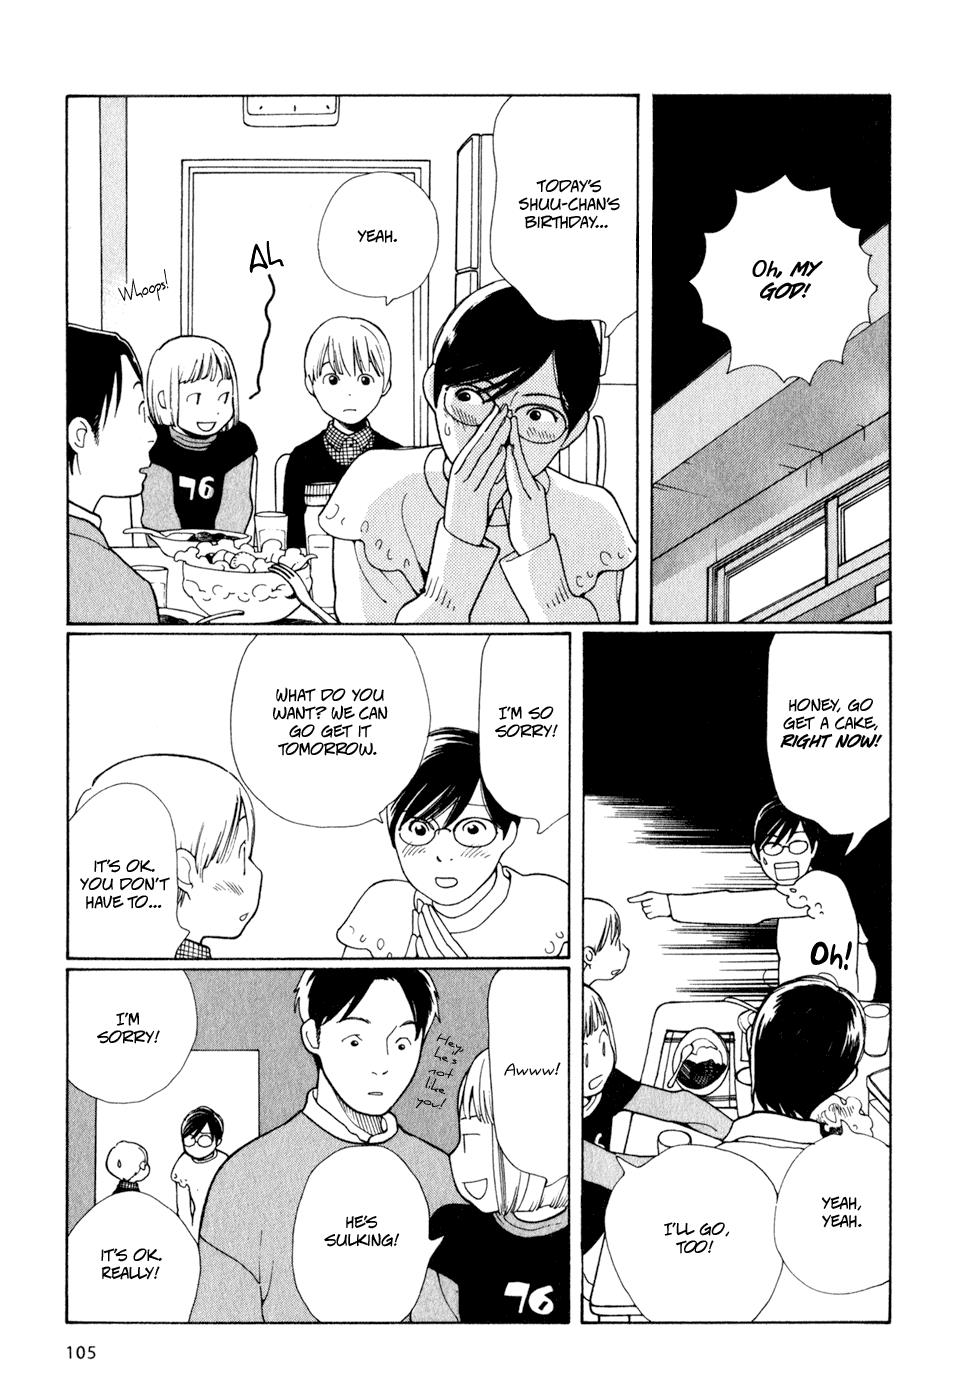 Oh, MY
GOD!
TODAY'S
SHUU-CHAN'S
BIRTHDAY...
YEAH.
Ah
Whoops!
76
HONEY, GO
GET A CAKE,
RIGHT NOW!
Oh!
YEAH,
YEAH.
I'LL GO,
TOO!
I'M SO
SORRY!
WHAT DO YOU
WANT? WE CAN
GO GET IT
TOMORROW.
IT'S OK.
YOU DON'T
HAVE TO...
Awww!
Hey,
he's
not
like
you!
HE'S
SULKING!
76
I'M
SORRY!
IT'S OK.
REALLY!
105